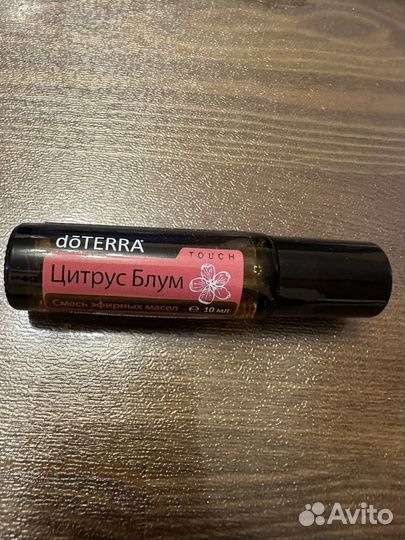 dōTERRA
TOUCH
Цитрус Блум
Смесь эфирных масел
℮ 10 мл
Avito